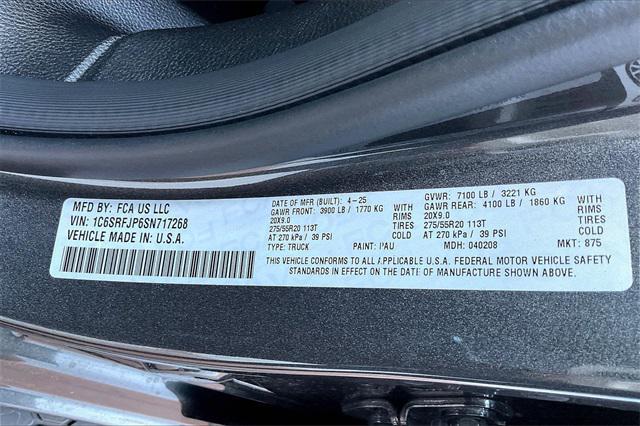 MFD BY: FCA US LLC
VIN: 1C6SRFJP6SN717268
VEHICLE MADE IN: U.S.A.
DATE OF MFR (BUILT): 4-25
GAWR FRONT: 3900 LB / 1770 KG
20X9.0
275/55R20 113T
AT 270 kPa / 39 PSI
TYPE: TRUCK
RIMS
TIRES
COLD
PAINT: PAU
GVWR: 7100 LB / 3221 KG
GAWR REAR: 4100 LB / 1860 KG
20X9.0
275/55R20 113T
AT 270 kPa / 39 PSI
MDH: 040208
RIMS
TIRES
COLD
MKT: 875
THIS VEHICLE CONFORMS TO ALL APPLICABLE U.S.A. FEDERAL MOTOR VEHICLE SAFETY
STANDARDS IN EFFECT ON THE DATE OF MANUFACTURE SHOWN ABOVE.